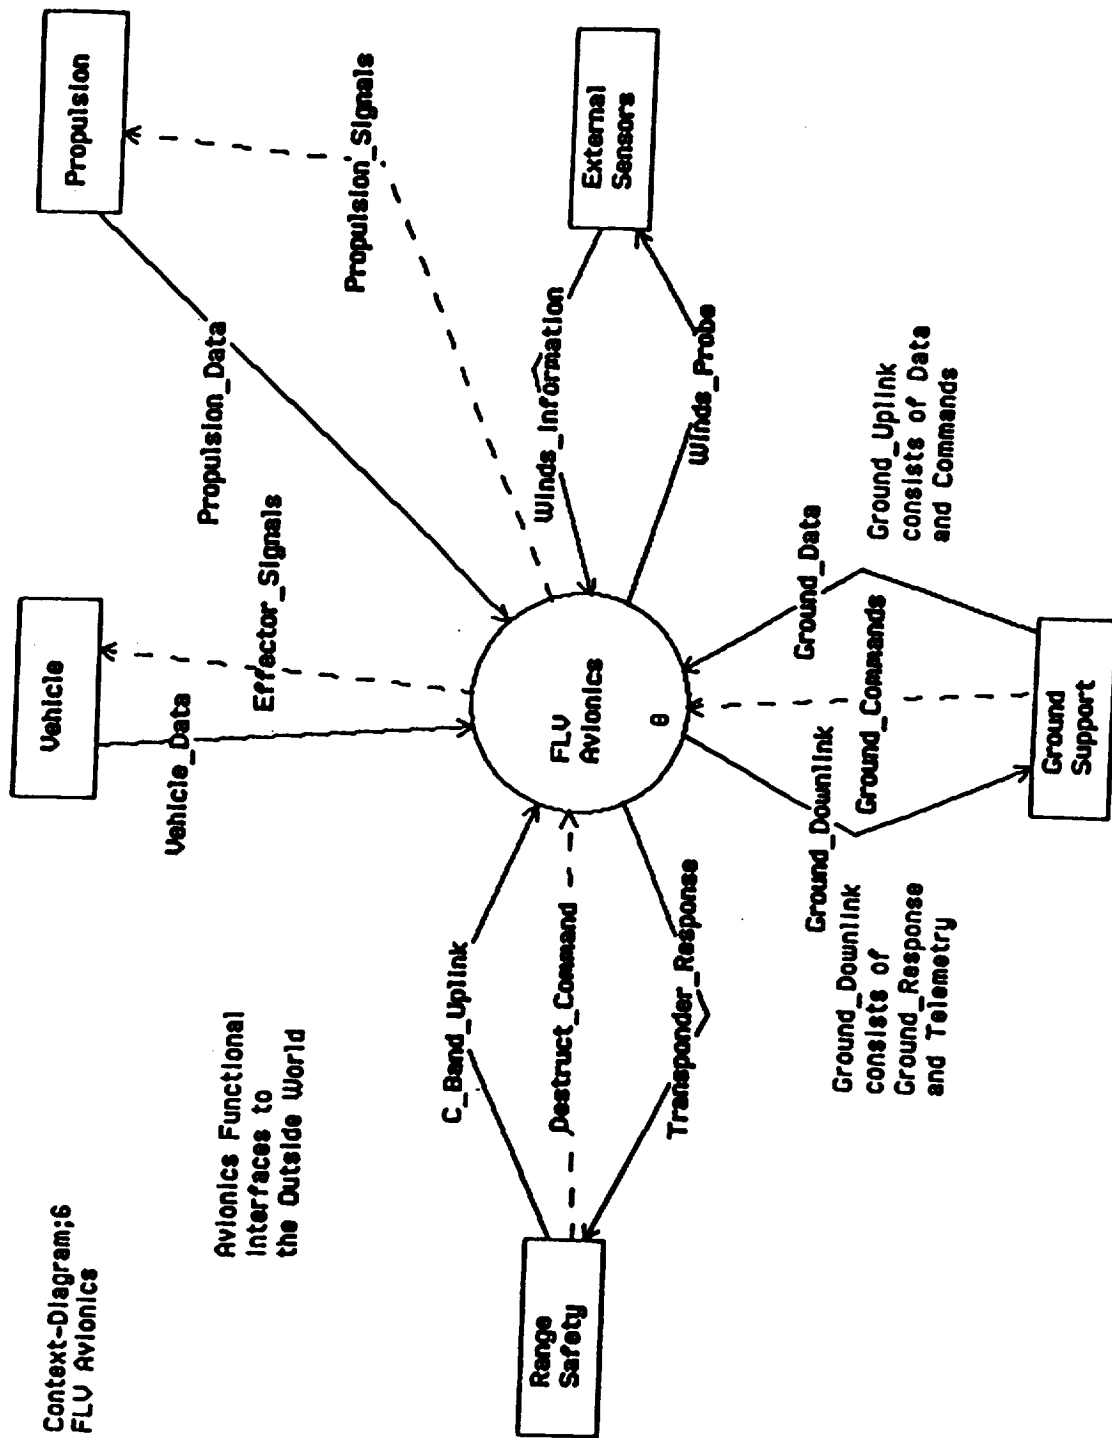 Context-Diagram;6
FLV Avionics
Avionics Functional
Interfaces to
the Outside World
Vehicle
Propulsion
Vehicle_Data
Effector_Signals
Propulsion_Data
Propulsion_Signals
C_Band_Uplink
Range
Safety
Destruct_Command
Transponder_Response
FLV
Avionics
0
Winds_Information
Winds_Probe
External
Sensors
Ground_Downlink
Ground_Commands
Ground_Data
Ground_Downlink
consists of
Ground_Response
and Telemetry
Ground_Uplink
consists of Data
and Commands
Ground
Support